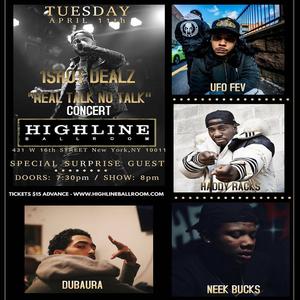 TUESDAY
APRIL 11th
1SHOT DEALZ
"REAL TALK NO TALK"
CONCERT
HIGHLINE
BALLROOM
431 W 16th STREET New York, NY 10011
SPECIAL SURPRISE GUEST
DOORS: 7:30pm / SHOW: 8pm
TICKETS $15 ADVANCE - WWW.HIGHLINEBALLROOM.COM
UFO FEV
HADDY RACKS
DUBAURA
NEEK BUCKS